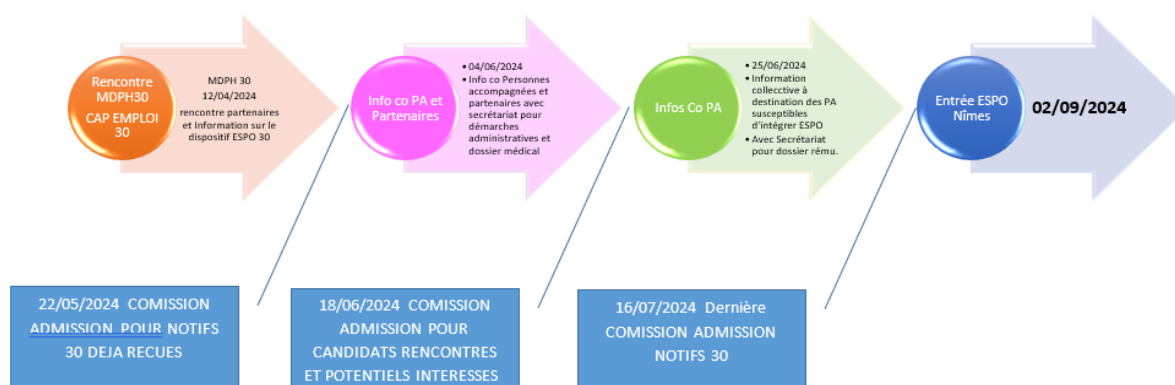 Rencontre
MDPH30
CAP EMPLOI
30
MDPH 30
12/04/2024
rencontre partenaires
et Information sur le
dispositif ESPO 30
Info co PA et
Partenaires
• 04/06/2024
• Info co Personnes
accompagnées et
partenaires avec
secrétariat pour
démarches
administratives et
dossier médical
Infos Co PA
• 25/06/2024
• Information
collecctive à
destination des PA
susceptibles
d'intégrer ESPO
• Avec Secrétariat
pour dossier rému.
Entrée ESPO
Nîmes
02/09/2024
22/05/2024 COMISSION
ADMISSION POUR NOTIFS
30 DEJA RECUES
18/06/2024 COMISSION
ADMISSION POUR
CANDIDATS RENCONTRES
ET POTENTIELS INTERESSES
16/07/2024 Dernière
COMISSION ADMISSION
NOTIFS 30